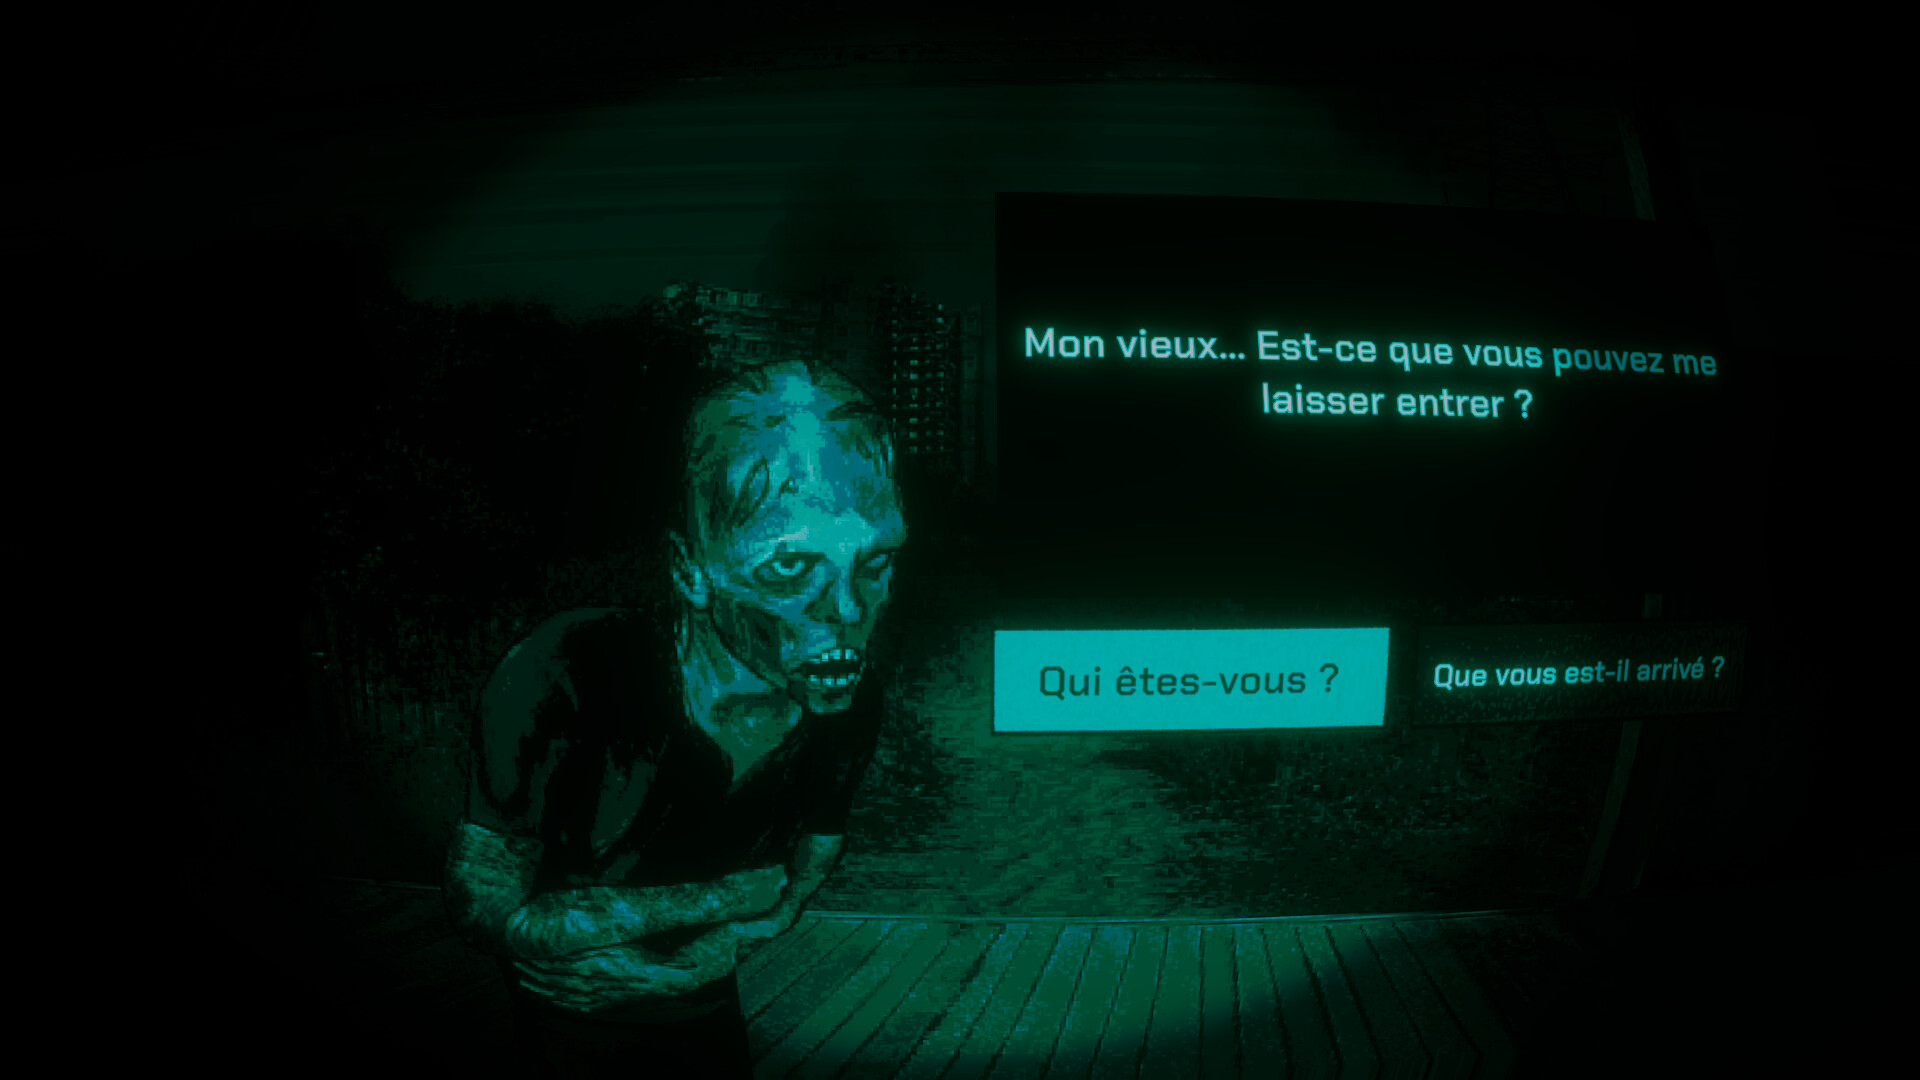 Mon vieux... Est-ce que vous pouvez me
laisser entrer ?
Qui êtes-vous ?
Que vous est-il arrivé ?